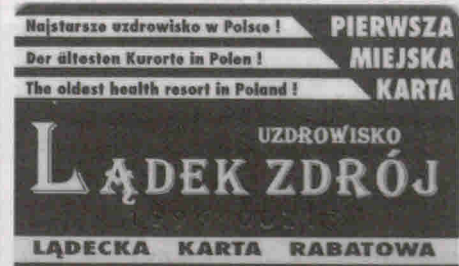 Najstarsze uzdrowisko w Polsce !
PIERWSZA
Der ältesten Kurorte in Polen !
MIEJSKA
The oldest health resort in Poland !
KARTA
UZDROWISKO
LĄDEK ZDRÓJ
LĄDECKA KARTA RABATOWA